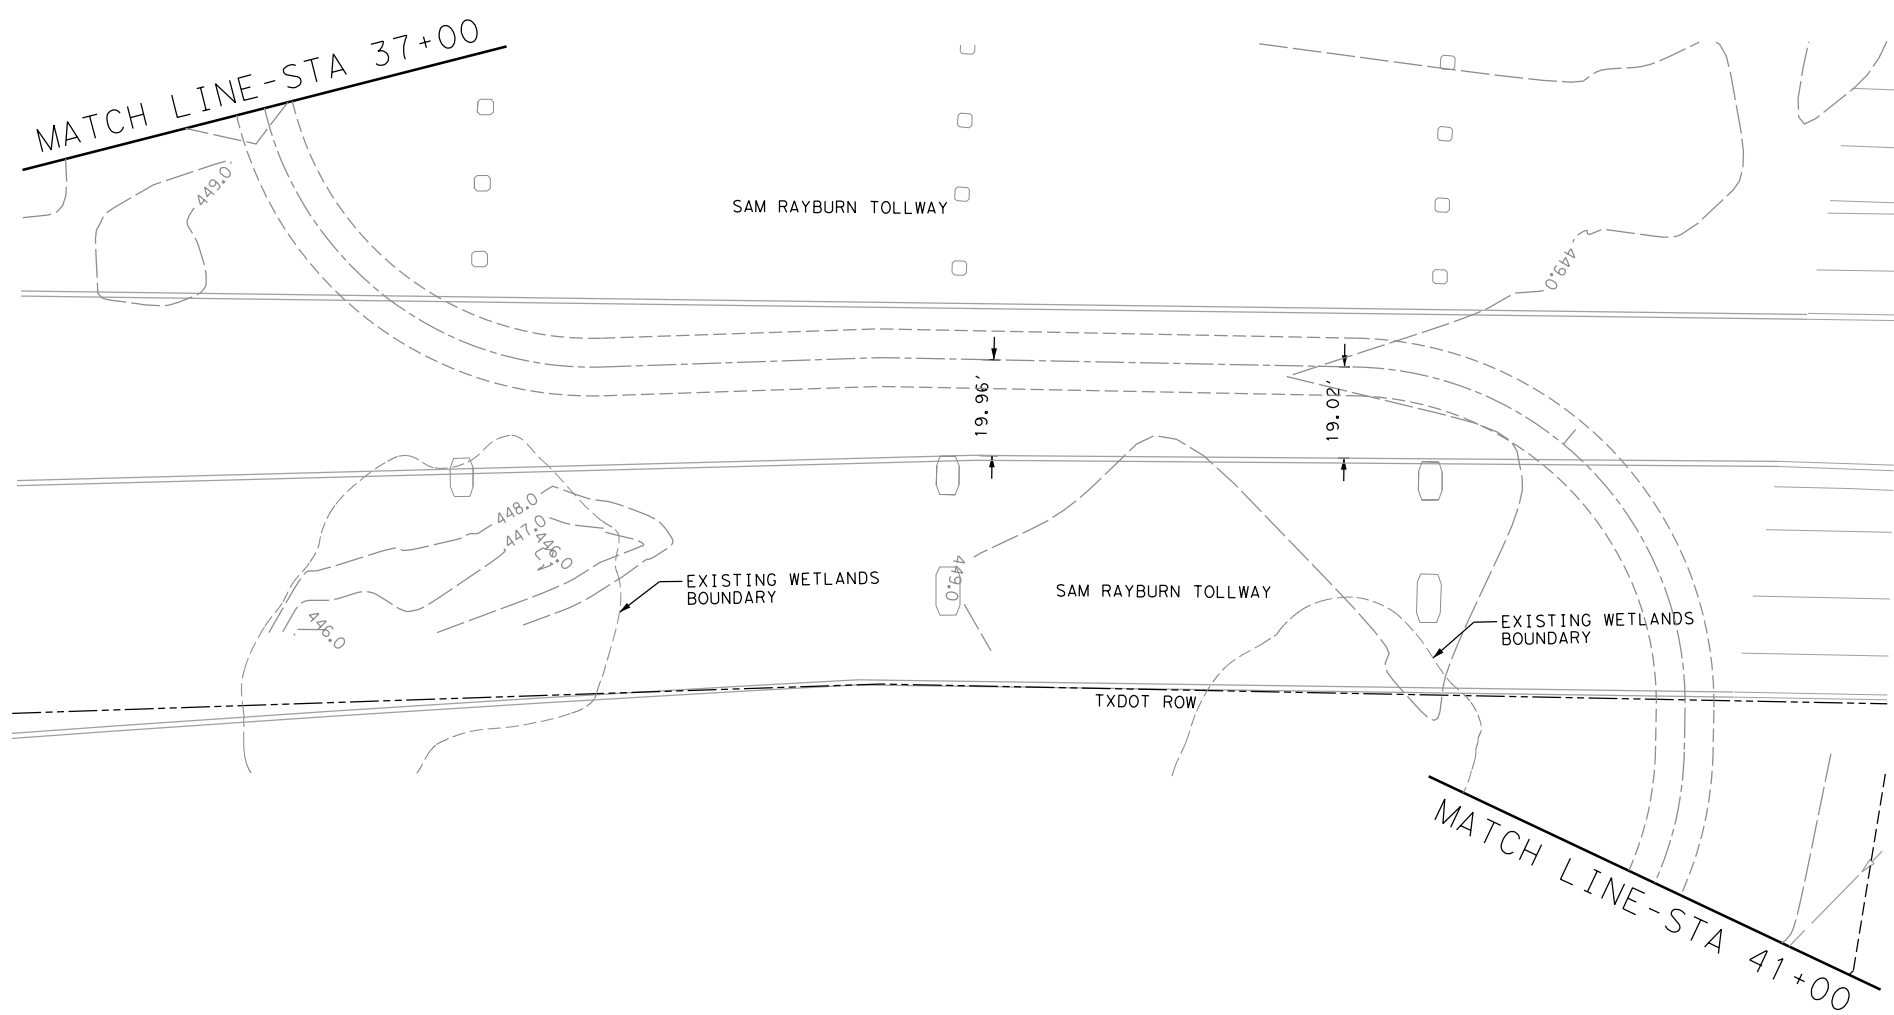 MATCH LINE-STA 37+00
449.0
SAM RAYBURN TOLLWAY
449.0
19.96'
19.02'
448.0
447.0
446.0
446.0
EXISTING WETLANDS
BOUNDARY
449.0
SAM RAYBURN TOLLWAY
EXISTING WETLANDS
BOUNDARY
TXDOT ROW
MATCH LINE-STA 41+00